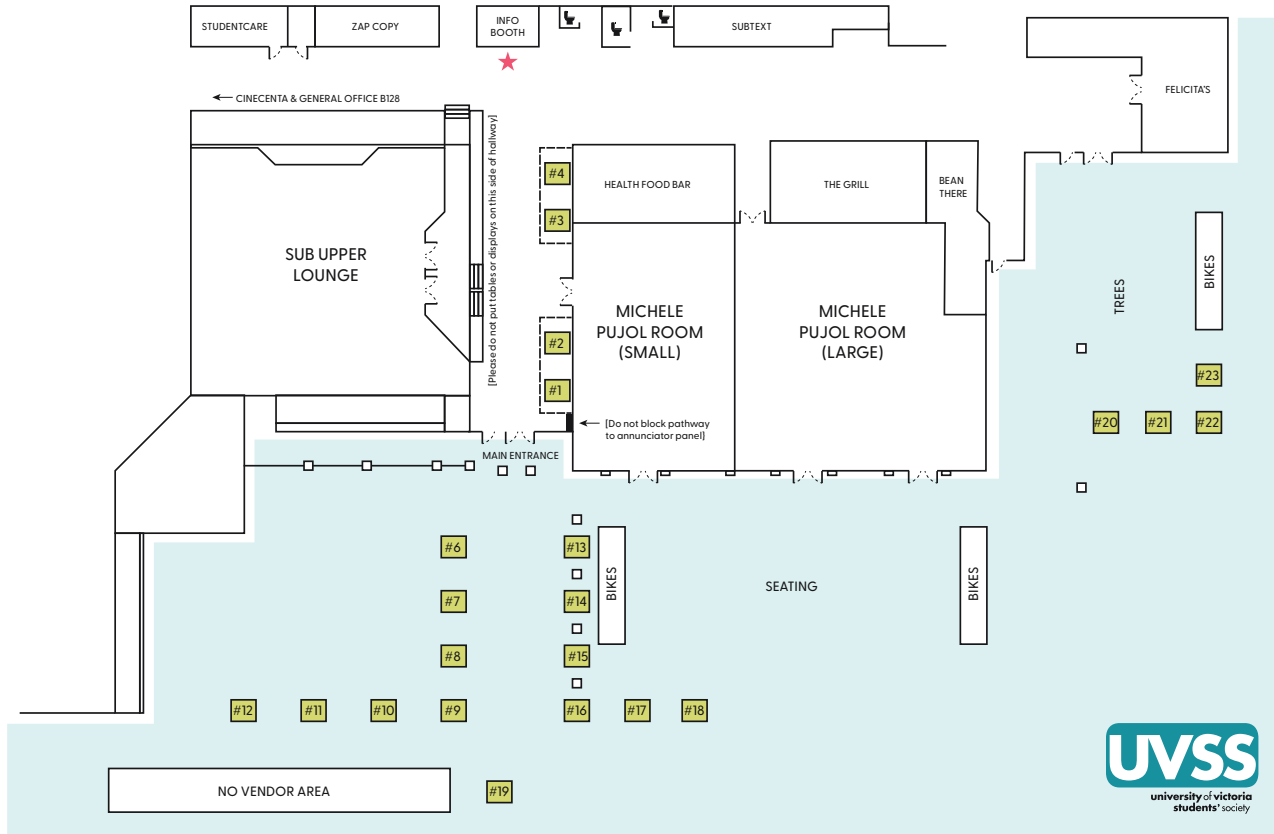 STUDENTCARE
ZAP COPY
INFO
BOOTH
SUBTEXT
FELICITA'S
CINECENTA & GENERAL OFFICE B128
[Please do not put tables or displays on this side of hallway]
#4
#3
HEALTH FOOD BAR
THE GRILL
BEAN
THERE
SUB UPPER
LOUNGE
MICHELE
PUJOL ROOM
(SMALL)
MICHELE
PUJOL ROOM
(LARGE)
TREES
BIKES
#2
#1
#23
#20
#21
#22
[Do not block pathway
to annunciator panel]
MAIN ENTRANCE
#6
#13
#7
#14
#8
#15
BIKES
SEATING
BIKES
#12
#11
#10
#9
#16
#17
#18
NO VENDOR AREA
#19
UVSS
university of victoria
students' society